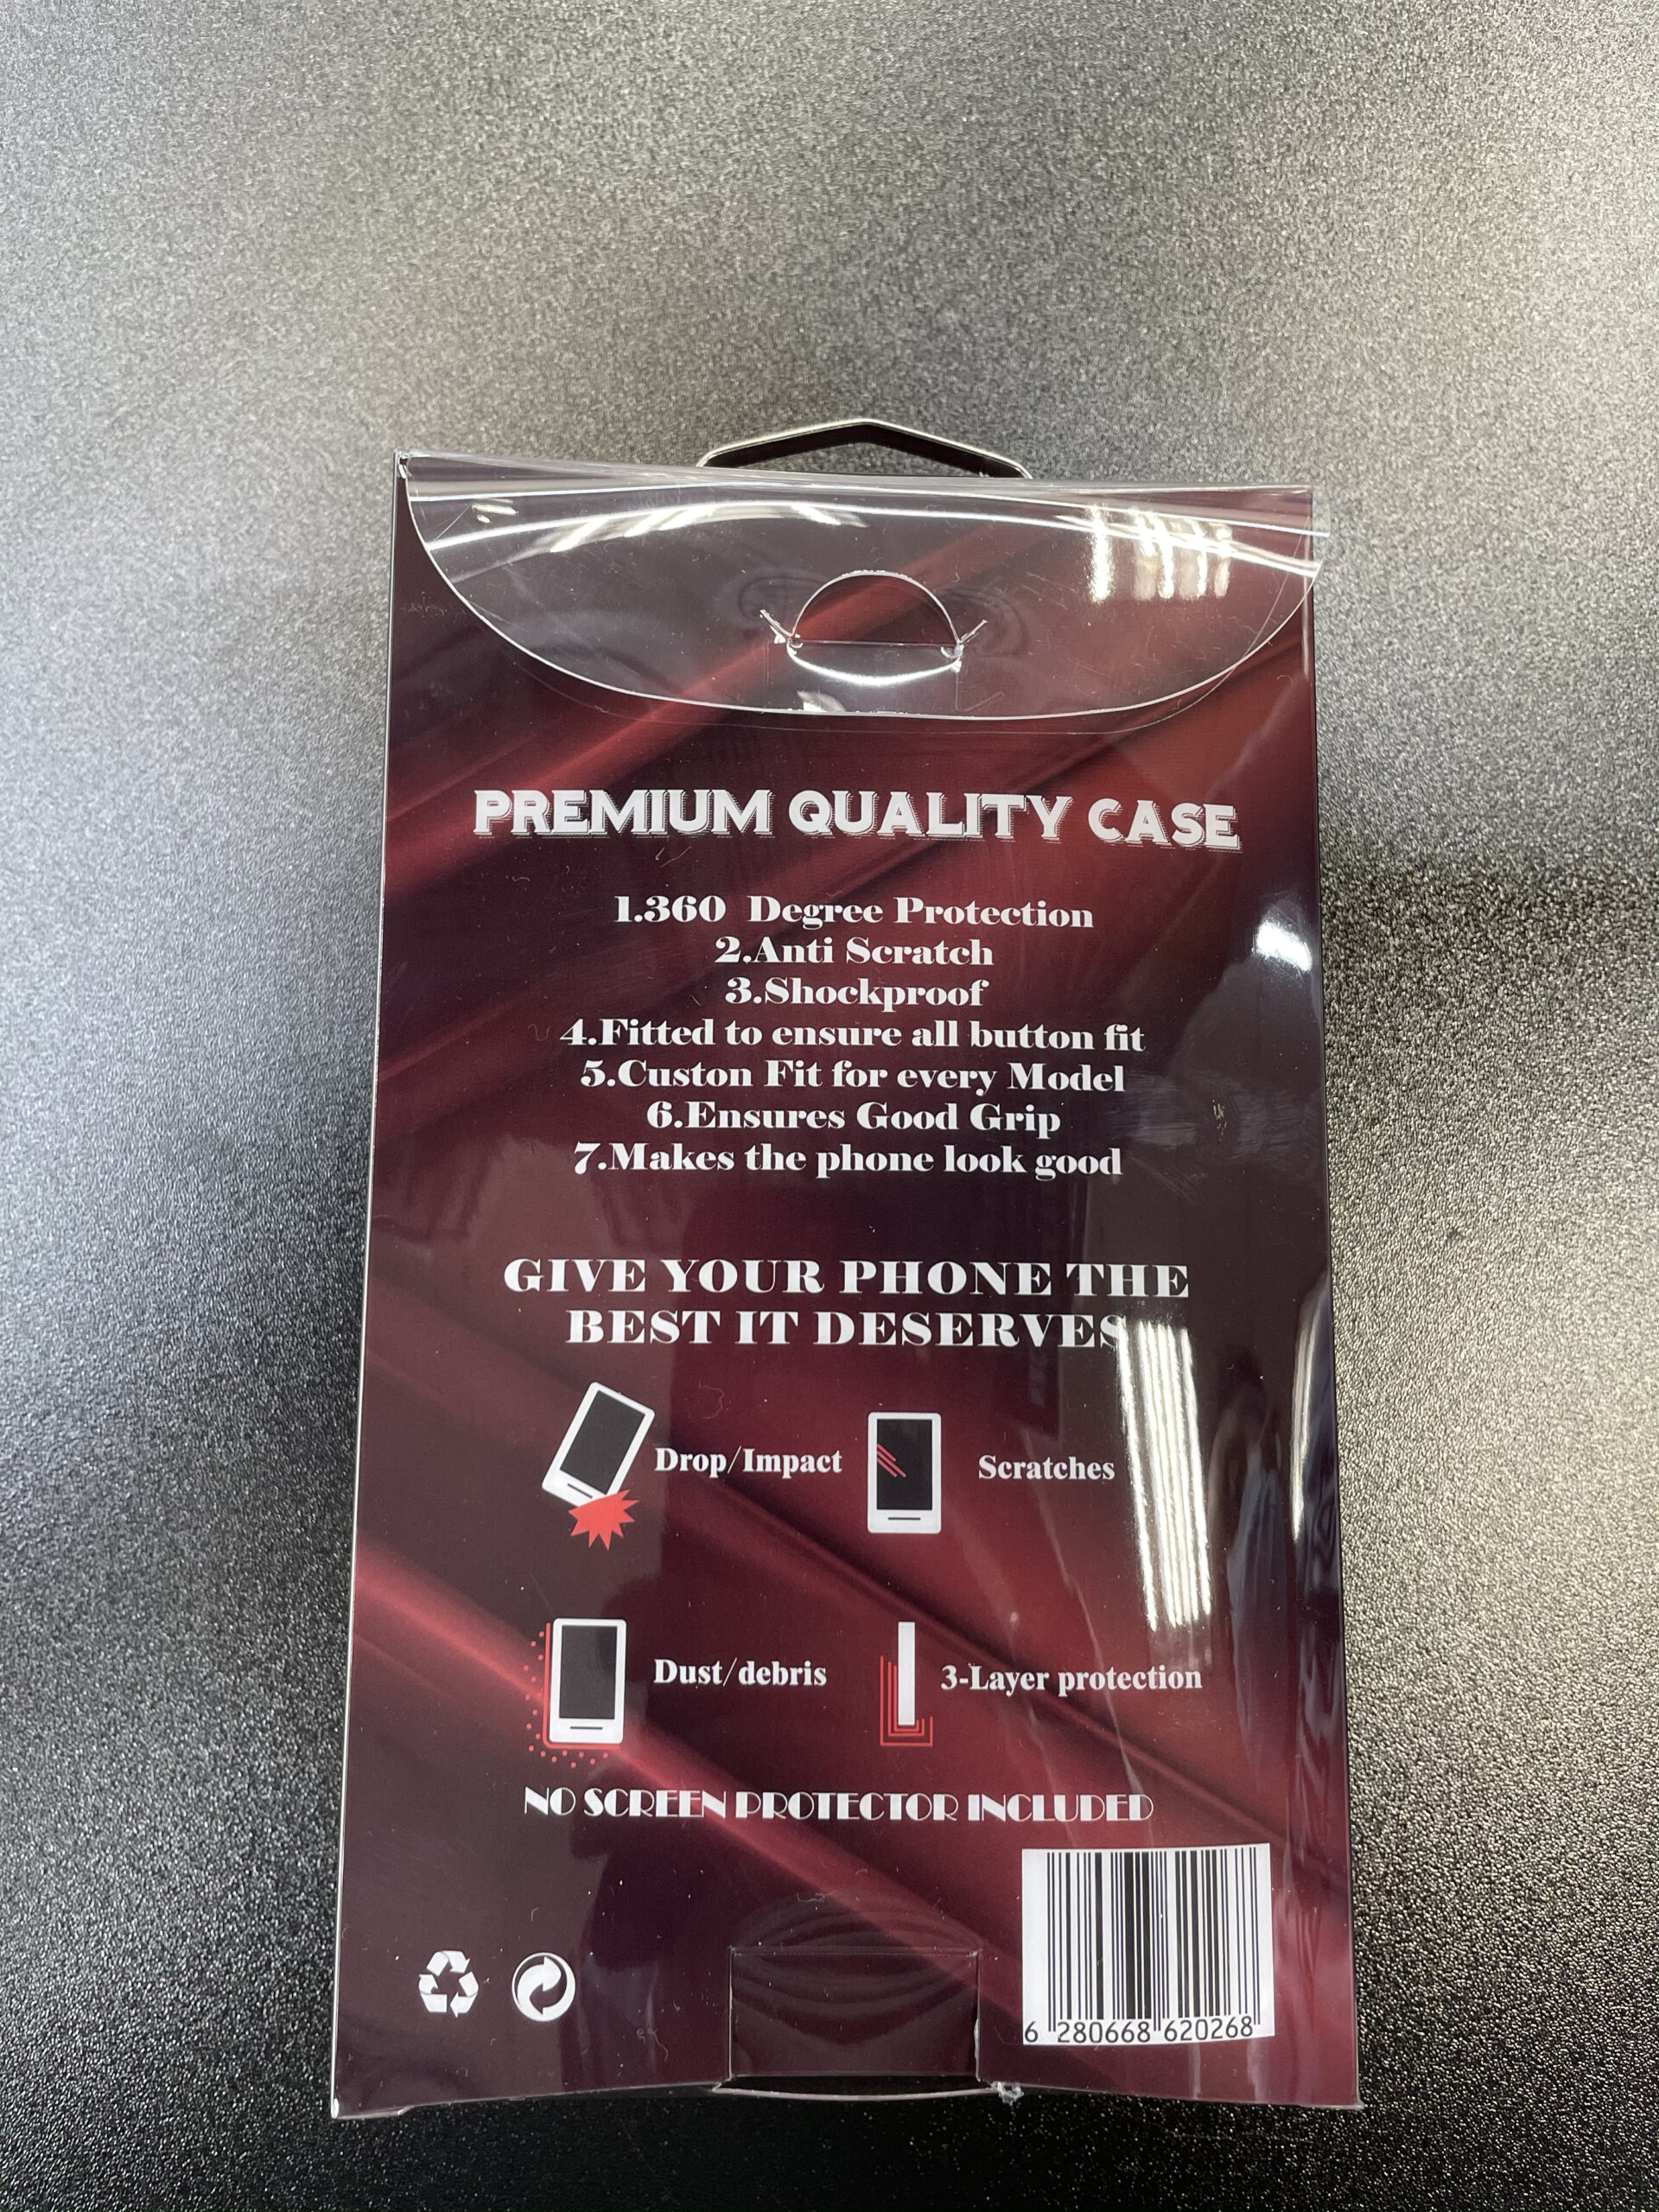 PREMIUM QUALITY CASE
1.360 Degree Protection
2.Anti Scratch
3.Shockproof
4.Fitted to ensure all button fit
5.Custon Fit for every Model
6.Ensures Good Grip
7.Makes the phone look good
GIVE YOUR PHONE THE
BEST IT DESERVES
Drop/Impact
Scratches
Dust/debris
3-Layer protection
NO SCREEN PROTECTOR INCLUDED
6 280668 620268